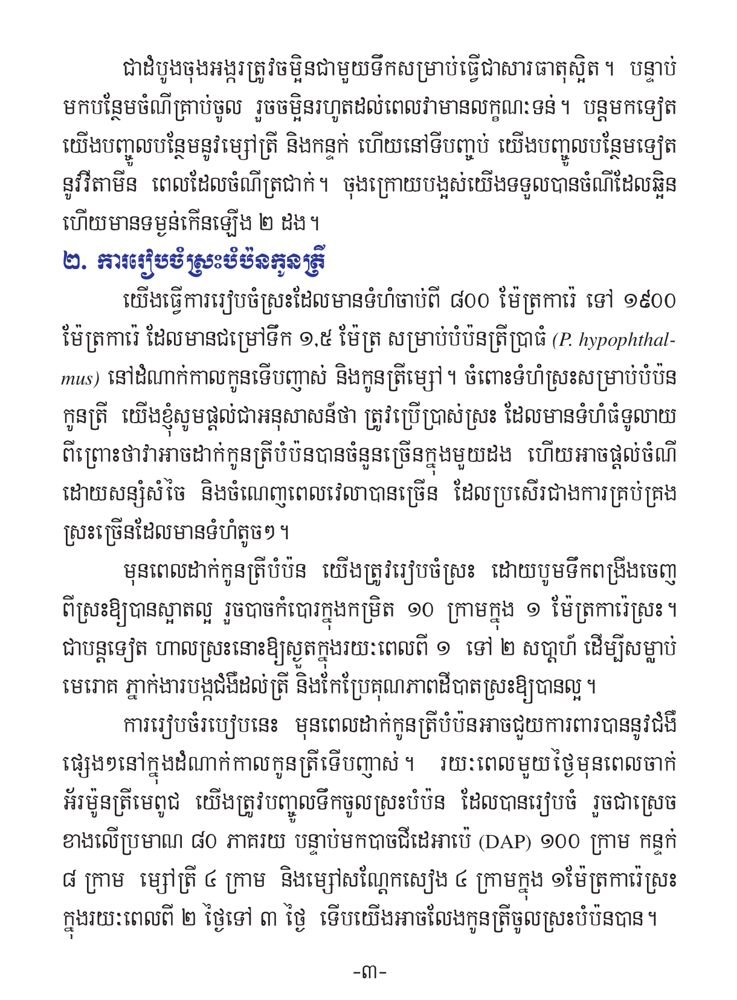 ជាដំបូងចុងអង្ករត្រូវចម្អិនជាមួយទឹកសម្រាប់ធ្វើជាសារធាតុស្អិត។ បន្ទាប់
មកបន្ថែមចំណីគ្រាប់ចូល រួចចម្អិនរហូតដល់ពេលវាមានលក្ខណៈទន់។ បន្តមកទៀត
យើងបញ្ចូលបន្ថែមនូវម្សៅត្រី និងកន្ទក់ ហើយនៅទីបញ្ចប់ យើងបញ្ចូលបន្ថែមទៀត
នូវវីតាមីន ពេលដែលចំណីត្រជាក់។ ចុងក្រោយបង្អស់យើងទទួលបានចំណីដែលឆ្អិន
ហើយមានទម្ងន់កើនឡើង ២ ដង។
២. ការរៀបចំស្រះបំប៉នកូនត្រី
យើងធ្វើការរៀបចំស្រះដែលមានទំហំចាប់ពី ៨០០ ម៉ែត្រការ៉េ ទៅ ១៩០០
ម៉ែត្រការ៉េ ដែលមានជម្រៅទឹក ១,៥ ម៉ែត្រ សម្រាប់បំប៉នត្រីប្រាធំ (P. hypophthal-
mus) នៅដំណាក់កាលកូនទើបញាស់ និងកូនត្រីម្សៅ។ ចំពោះទំហំស្រះសម្រាប់បំប៉ន
កូនត្រី យើងខ្ញុំសូមផ្តល់ជាអនុសាសន៍ថា ត្រូវប្រើប្រាស់ស្រះ ដែលមានទំហំធំទូលាយ
ពីព្រោះថាវាអាចដាក់កូនត្រីបំប៉នបានចំនួនច្រើនក្នុងមួយដង ហើយអាចផ្តល់ចំណី
ដោយសន្សំសំចៃ និងចំណេញពេលវេលាបានច្រើន ដែលប្រសើរជាងការគ្រប់គ្រង
ស្រះច្រើនដែលមានទំហំតូចៗ។
មុនពេលដាក់កូនត្រីបំប៉ន យើងត្រូវរៀបចំស្រះ ដោយបូមទឹកពង្រីងចេញ
ពីស្រះឱ្យបានស្អាតល្អ រួចបាចកំបោរក្នុងកម្រិត ១០ ក្រាមក្នុង ១ ម៉ែត្រការ៉េស្រះ។
ជាបន្តទៀត ហាលស្រះនោះឱ្យស្ងួតក្នុងរយៈពេលពី ១ ទៅ ២ សប្តាហ៍ ដើម្បីសម្លាប់
មេរោគ ភ្នាក់ងារបង្កជំងឺដល់ត្រី និងកែប្រែគុណភាពដីបាតស្រះឱ្យបានល្អ។
ការរៀបចំរបៀបនេះ មុនពេលដាក់កូនត្រីបំប៉នអាចជួយការពារបាននូវជំងឺ
ផ្សេងៗនៅក្នុងដំណាក់កាលកូនត្រីទើបញាស់។ រយៈពេលមួយថ្ងៃមុនពេលចាក់
អ័រម៉ូនត្រីមេពូជ យើងត្រូវបញ្ចូលទឹកចូលស្រះបំប៉ន ដែលបានរៀបចំ រួចជាស្រេច
ខាងលើប្រមាណ ៨០ ភាគរយ បន្ទាប់មកបាចជីដេអាប៉េ (DAP) ១០០ ក្រាម កន្ទក់
៨ ក្រាម ម្សៅត្រី ៤ ក្រាម និងម្សៅសណ្តែកសៀង ៤ ក្រាមក្នុង ១ម៉ែត្រការ៉េស្រះ
ក្នុងរយៈពេលពី ២ ថ្ងៃទៅ ៣ ថ្ងៃ ទើបយើងអាចលែងកូនត្រីចូលស្រះបំប៉នបាន។
-៣-